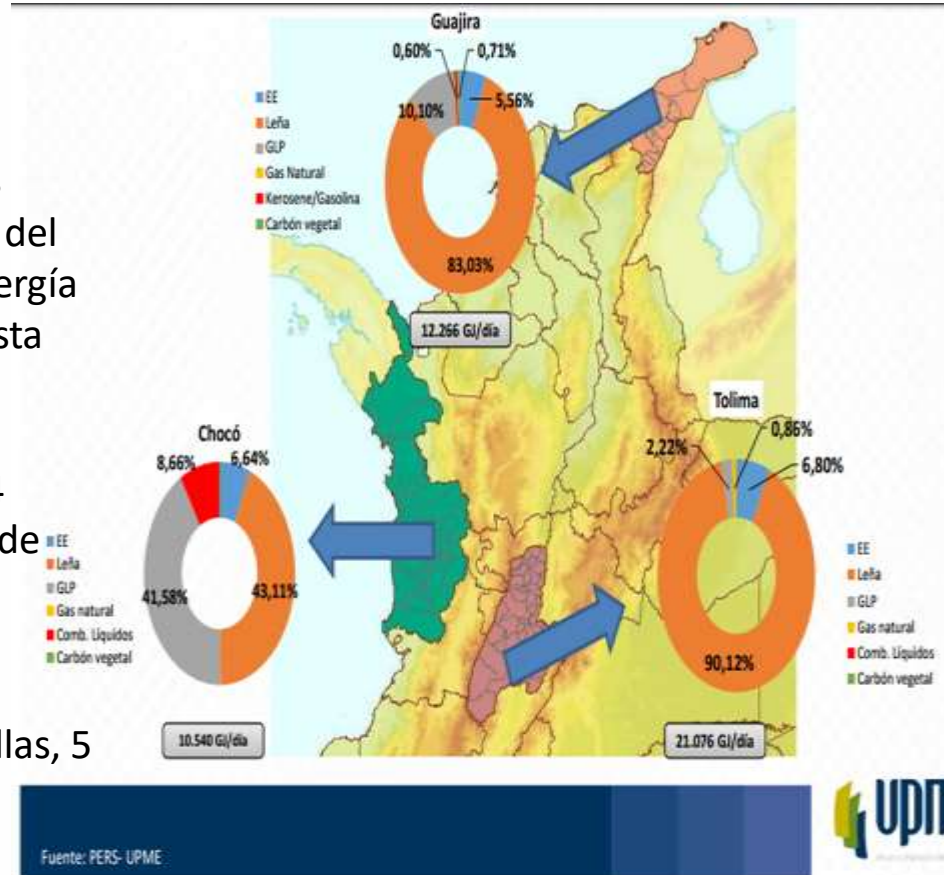 del
ergía
sta
de
llas, 5
Guajira
0,60%
0,71%
5,56%
10,10%
83,03%
EE
Leña
GLP
Gas Natural
Kerosene/Gasolina
Carbón vegetal
12.266 GJ/día
Chocó
8,66%
6,64%
41,58%
43,11%
EE
Leña
GLP
Gas natural
Comb. Líquidos
Carbón vegetal
10.540 GJ/día
Tolima
2,22%
0,86%
6,80%
90,12%
EE
Leña
GLP
Gas natural
Comb. Líquidos
Carbón vegetal
21.076 GJ/día
Fuente: PERS- UPME